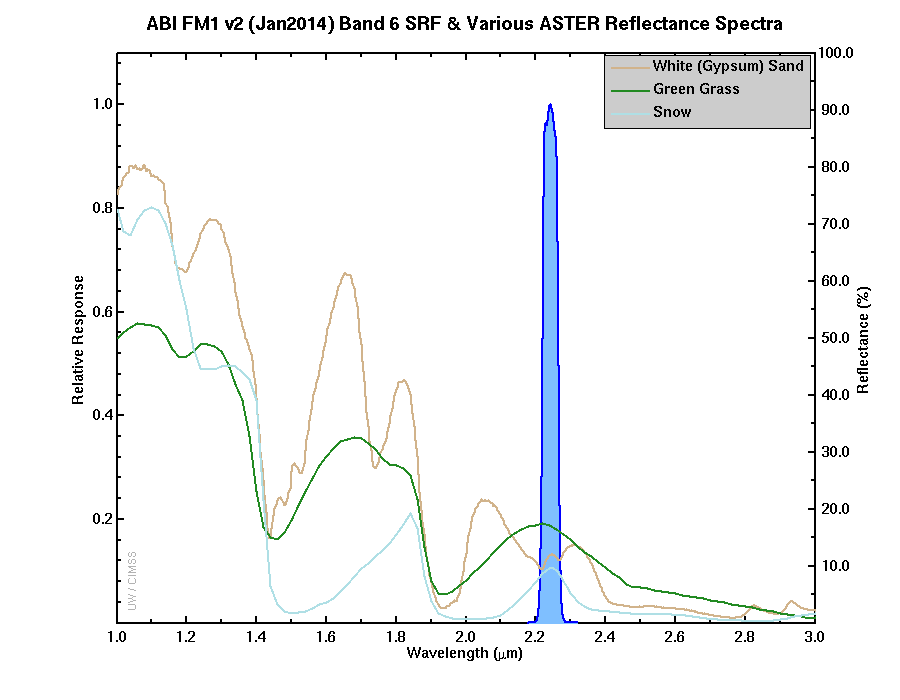 ABI FM1 v2 (Jan2014) Band 6 SRF & Various ASTER Reflectance Spectra
White (Gypsum) Sand
Green Grass
Snow
Relative Response
1.0
0.8
0.6
0.4
0.2
100.0
90.0
80.0
70.0
60.0
50.0
40.0
30.0
20.0
10.0
Reflectance (%)
UW / CIMSS
1.0 1.2 1.4 1.6 1.8 2.0 2.2 2.4 2.6 2.8 3.0
Wavelength (μm)